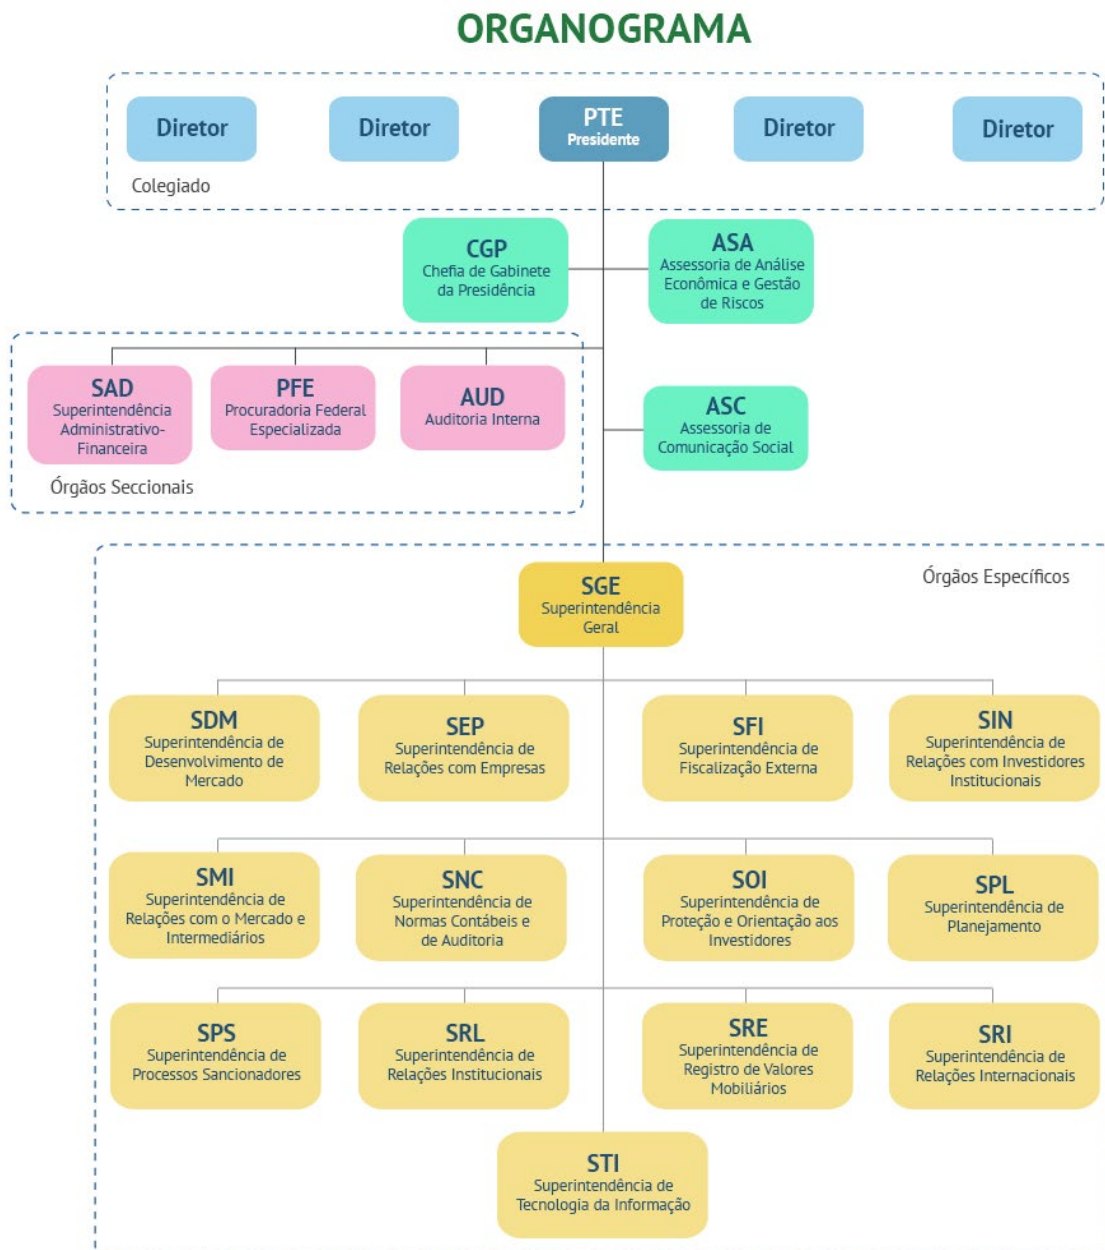 ORGANOGRAMA
Diretor
Diretor
PTE
Presidente
Diretor
Diretor
Colegiado
CGP
Chefia de Gabinete
da Presidência
ASA
Assessoria de Análise
Econômica e Gestão
de Riscos
SAD
Superintendência
Administrativo-
Financeira
PFE
Procuradoria Federal
Especializada
AUD
Auditoria Interna
Órgãos Seccionais
ASC
Assessoria de
Comunicação Social
Órgãos Específicos
SGE
Superintendência
Geral
SDM
Superintendência de
Desenvolvimento de
Mercado
SEP
Superintendência de
Relações com Empresas
SFI
Superintendência de
Fiscalização Externa
SIN
Superintendência de
Relações com Investidores
Institucionais
SMI
Superintendência de
Relações com o Mercado e
Intermediários
SNC
Superintendência de
Normas Contábeis e
de Auditoria
SOI
Superintendência de
Proteção e Orientação aos
Investidores
SPL
Superintendência de
Planejamento
SPS
Superintendência de
Processos Sancionadores
SRL
Superintendência de
Relações Institucionais
SRE
Superintendência de
Registro de Valores
Mobiliários
SRI
Superintendência de
Relações Internacionais
STI
Superintendência de
Tecnologia da Informação